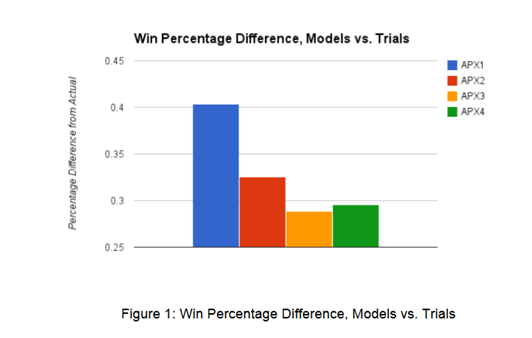 Win Percentage Difference, Models vs. Trials
Percentage Difference from Actual
0.45
0.4
0.35
0.3
0.25
APX1
APX2
APX3
APX4
Figure 1: Win Percentage Difference, Models vs. Trials